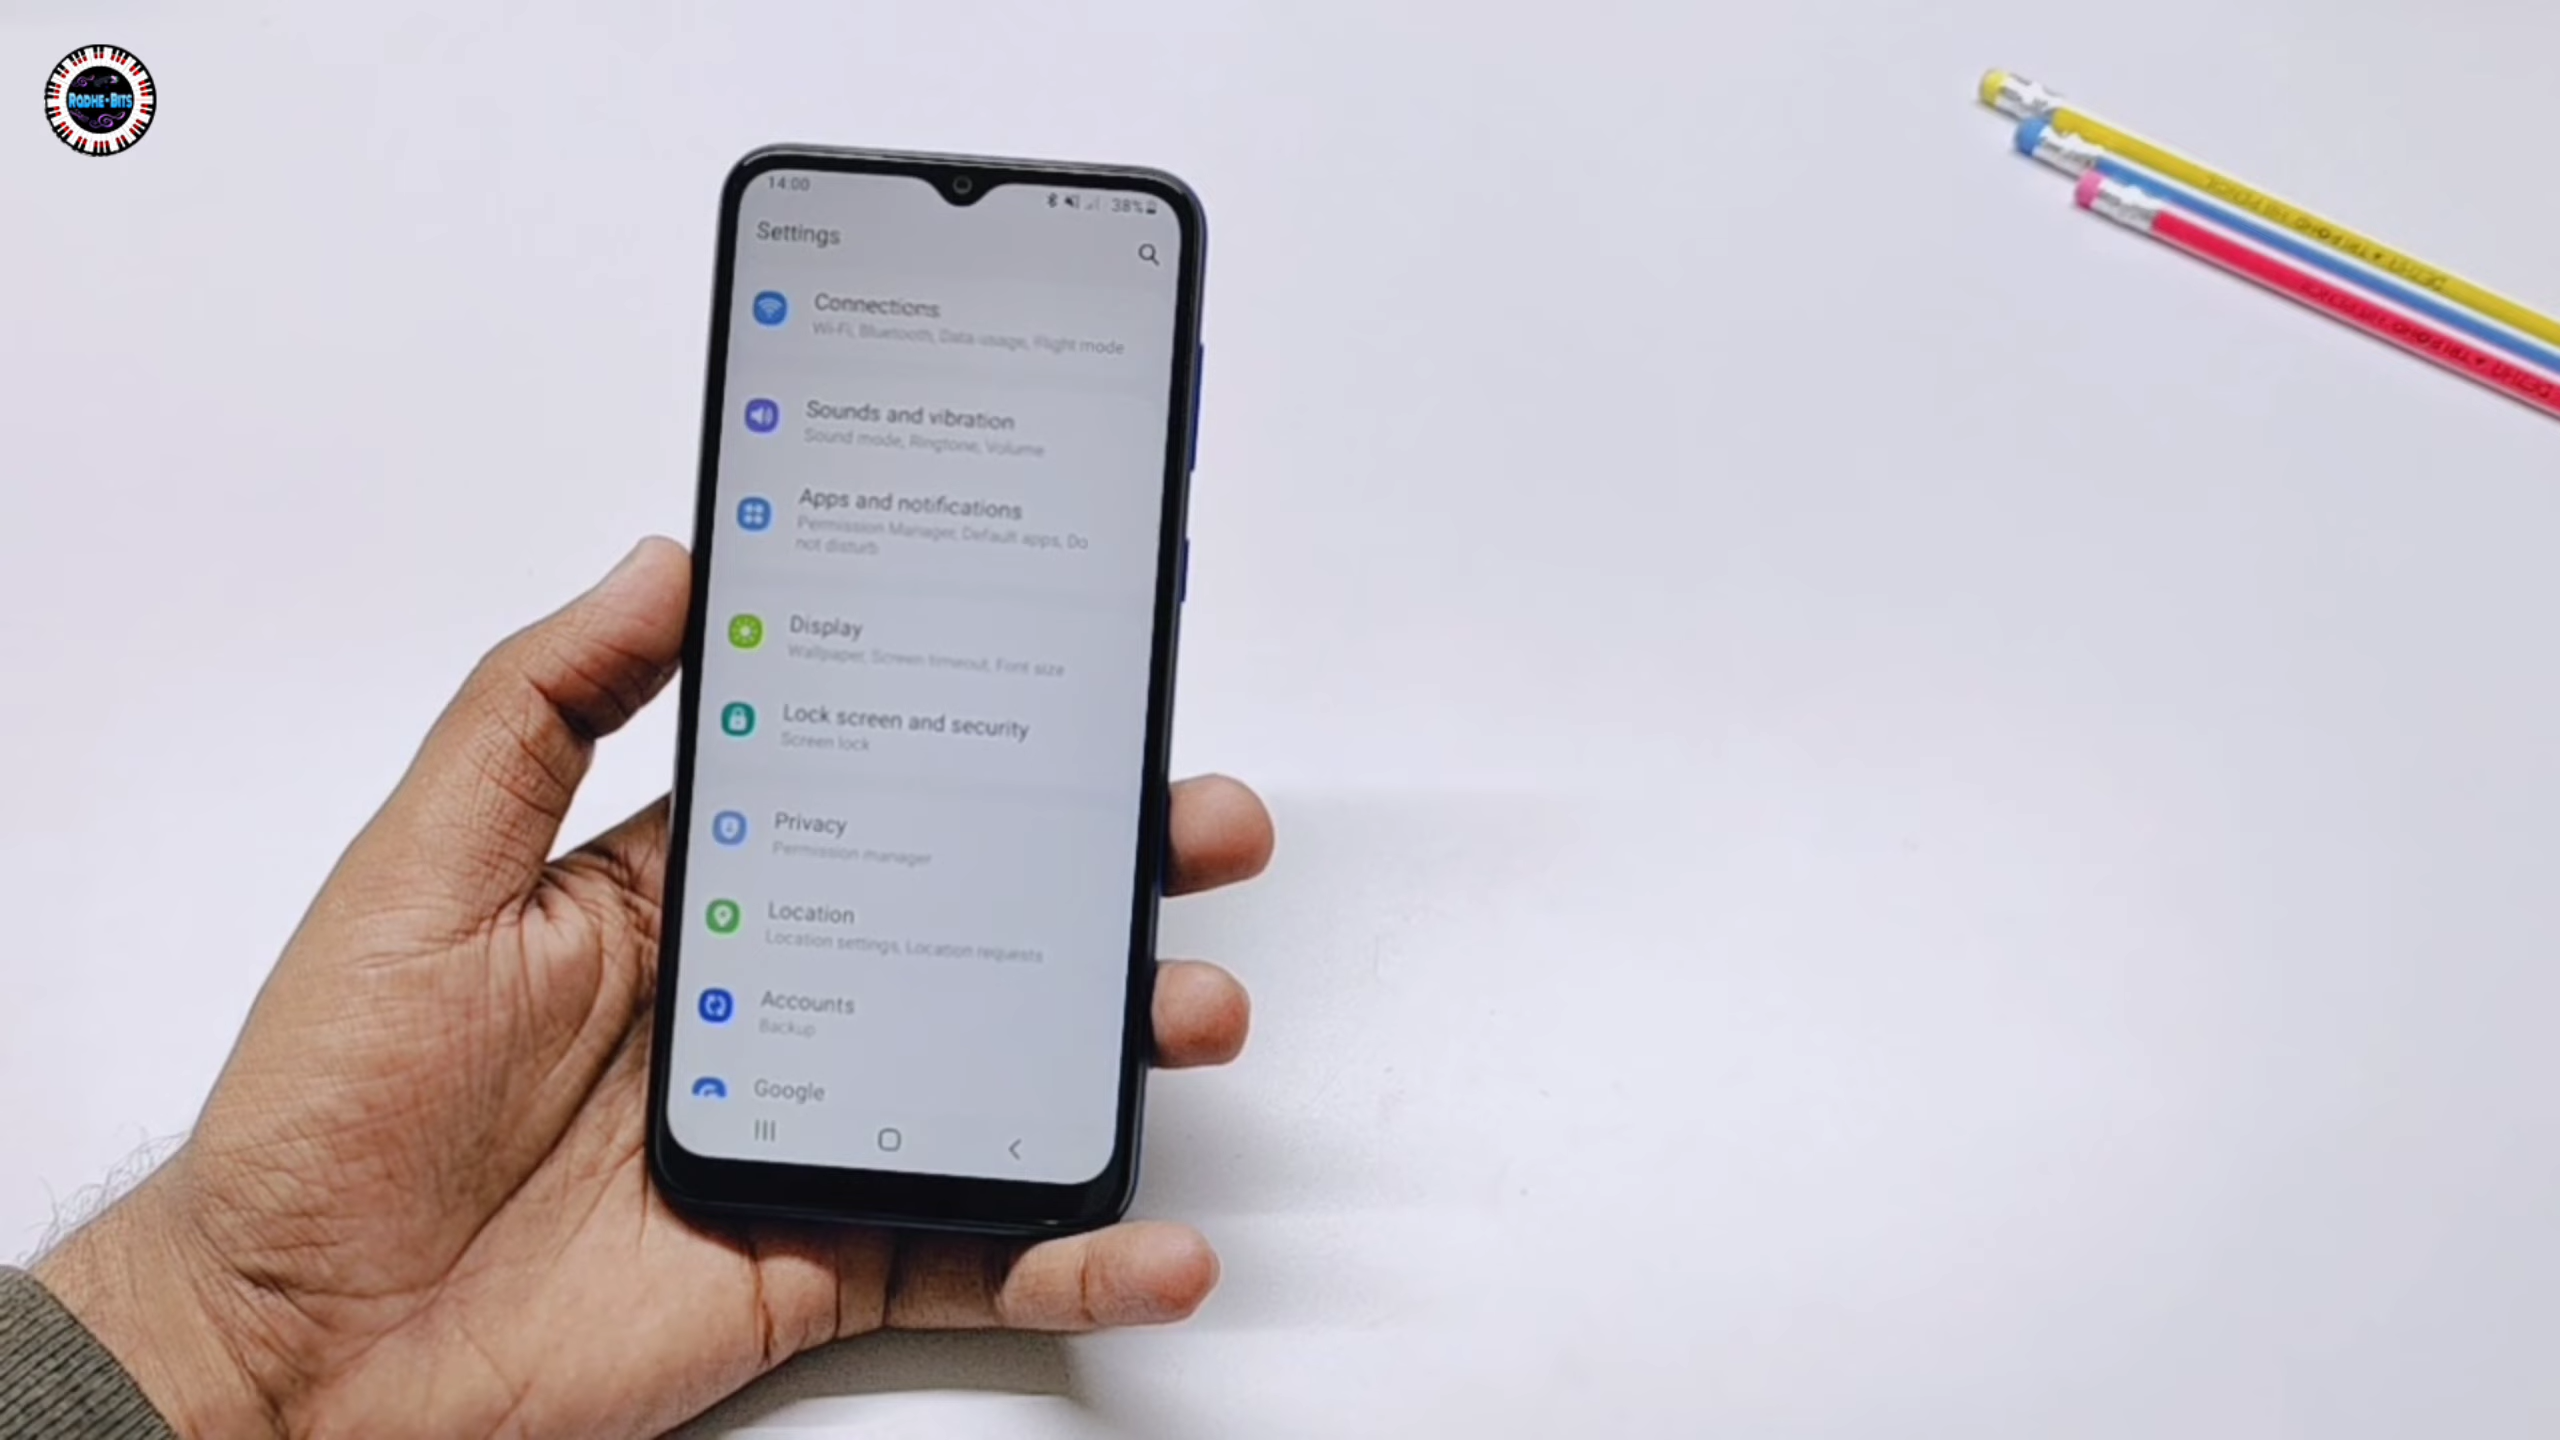 RODHE-BITS
14:00
38%
Settings
Connections
Wi-Fi, Bluetooth, Data usage, Flight mode
Sounds and vibration
Sound mode, Ringtone, Volume
Apps and notifications
Permission Manager, Default apps, Do
not disturb
Display
Wallpaper, Screen timeout, Font size
Lock screen and security
Screen lock
Privacy
Permission manager
Location
Location settings, Location requests
Accounts
Backup
Google